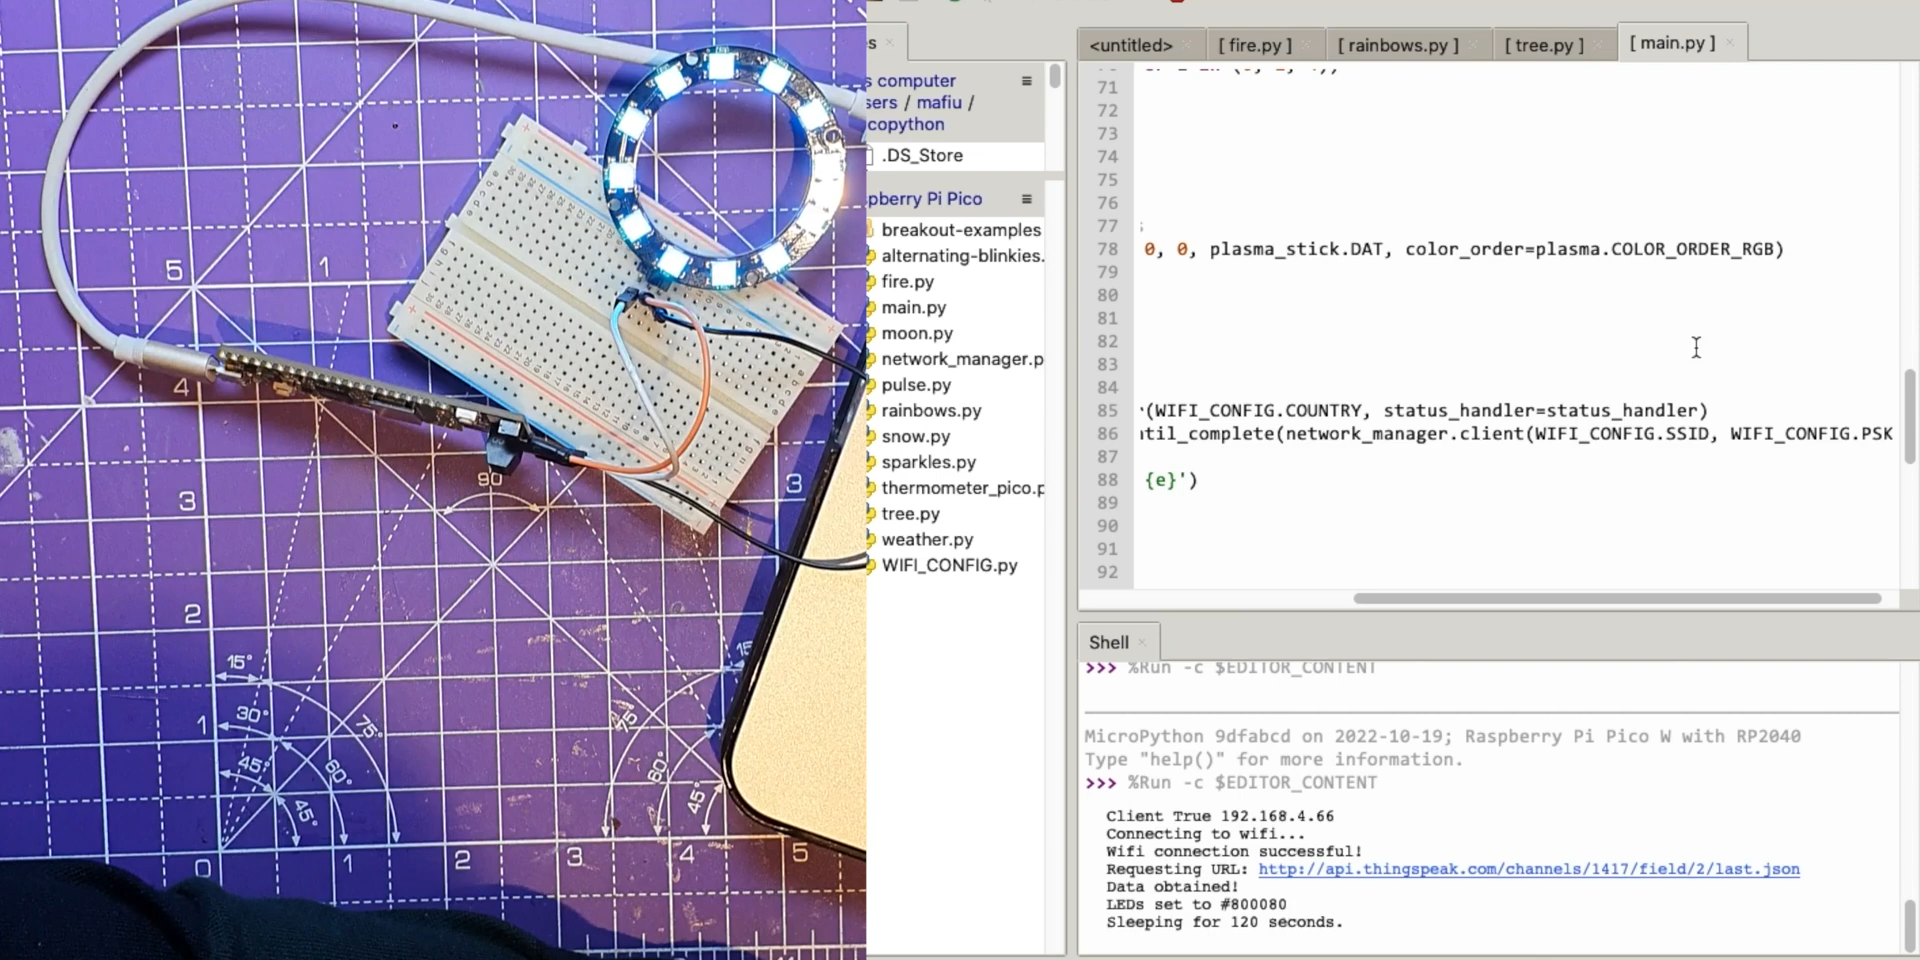 5
1
4
3
90
3
2
15°
15
1
30°
75°
75
45°
60°
60°
45°
45°
0
1
2
3
4
5
s
<untitled>
[ fire.py ]
[ rainbows.py ]
[ tree.py ]
[ main.py ]
s computer
sers / mafiu /
copython
.DS_Store
pberry Pi Pico
breakout-examples
alternating-blinkies.
fire.py
main.py
moon.py
network_manager.p
pulse.py
rainbows.py
snow.py
sparkles.py
thermometer_pico.p
tree.py
weather.py
WIFI_CONFIG.py
71
72
73
74
75
76
77 ;
78 0, 0, plasma_stick.DAT, color_order=plasma.COLOR_ORDER_RGB)
79
80
81
82
83
84
85 (WIFI_CONFIG.COUNTRY, status_handler=status_handler)
86 til_complete(network_manager.client(WIFI_CONFIG.SSID, WIFI_CONFIG.PSK
87
88 {e}')
89
90
91
92
Shell
>>> %Run -c $EDITOR_CONTENT
MicroPython 9dfabcd on 2022-10-19; Raspberry Pi Pico W with RP2040
Type "help()" for more information.
>>> %Run -c $EDITOR_CONTENT
Client True 192.168.4.66
Connecting to wifi...
Wifi connection successful!
Requesting URL: http://api.thingspeak.com/channels/1417/field/2/last.json
Data obtained!
LEDs set to #800080
Sleeping for 120 seconds.